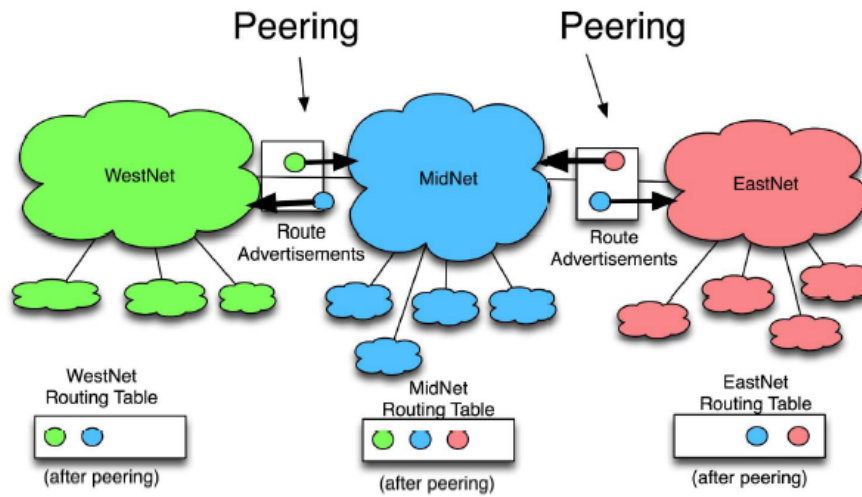 Peering
Peering
WestNet
MidNet
EastNet
Route
Advertisements
Route
Advertisements
WestNet
Routing Table
(after peering)
MidNet
Routing Table
(after peering)
EastNet
Routing Table
(after peering)